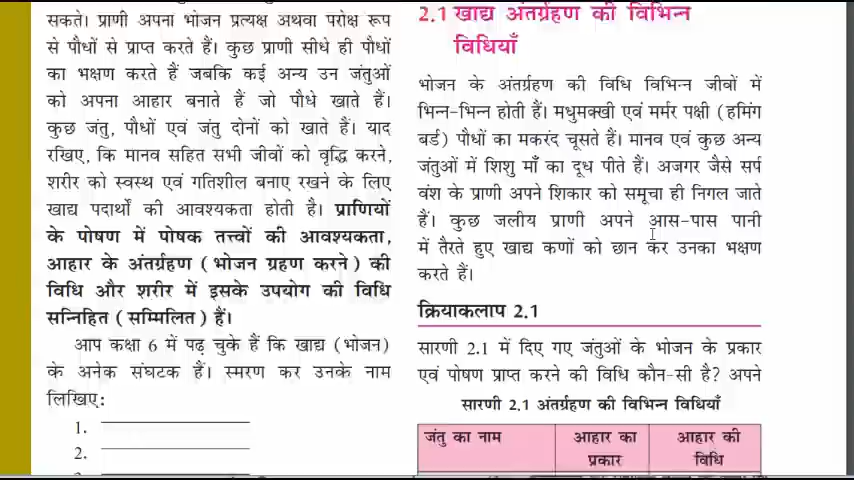 सकते। प्राणी अपना भोजन प्रत्यक्ष अथवा परोक्ष रूप
से पौधों से प्राप्त करते हैं। कुछ प्राणी सीधे ही पौधों
का भक्षण करते हैं जबकि कई अन्य उन जंतुओं
को अपना आहार बनाते हैं जो पौधे खाते हैं।
कुछ जंतु, पौधों एवं जंतु दोनों को खाते हैं। याद
रखिए, कि मानव सहित सभी जीवों को वृद्धि करने,
शरीर को स्वस्थ एवं गतिशील बनाए रखने के लिए
खाद्य पदार्थों की आवश्यकता होती है। प्राणियों
के पोषण में पोषक तत्त्वों की आवश्यकता,
आहार के अंतर्ग्रहण (भोजन ग्रहण करने) की
विधि और शरीर में इसके उपयोग की विधि
सन्निहित (सम्मिलित) हैं।
आप कक्षा 6 में पढ़ चुके हैं कि खाद्य (भोजन)
के अनेक संघटक हैं। स्मरण कर उनके नाम
लिखिए:
1.
2.
2.1 खाद्य अंतर्ग्रहण की विभिन्न
विधियाँ
भोजन के अंतर्ग्रहण की विधि विभिन्न जीवों में
भिन्न-भिन्न होती हैं। मधुमक्खी एवं मर्मर पक्षी (हमिंग
बर्ड) पौधों का मकरंद चूसते हैं। मानव एवं कुछ अन्य
जंतुओं में शिशु माँ का दूध पीते हैं। अजगर जैसे सर्प
वंश के प्राणी अपने शिकार को समूचा ही निगल जाते
हैं। कुछ जलीय प्राणी अपने आस-पास पानी
में तैरते हुए खाद्य कणों को छान कर उनका भक्षण
करते हैं।
क्रियाकलाप 2.1
सारणी 2.1 में दिए गए जंतुओं के भोजन के प्रकार
एवं पोषण प्राप्त करने की विधि कौन-सी है? अपने
सारणी 2.1 अंतर्ग्रहण की विभिन्न विधियाँ
जंतु का नाम आहार का आहार की
प्रकार विधि